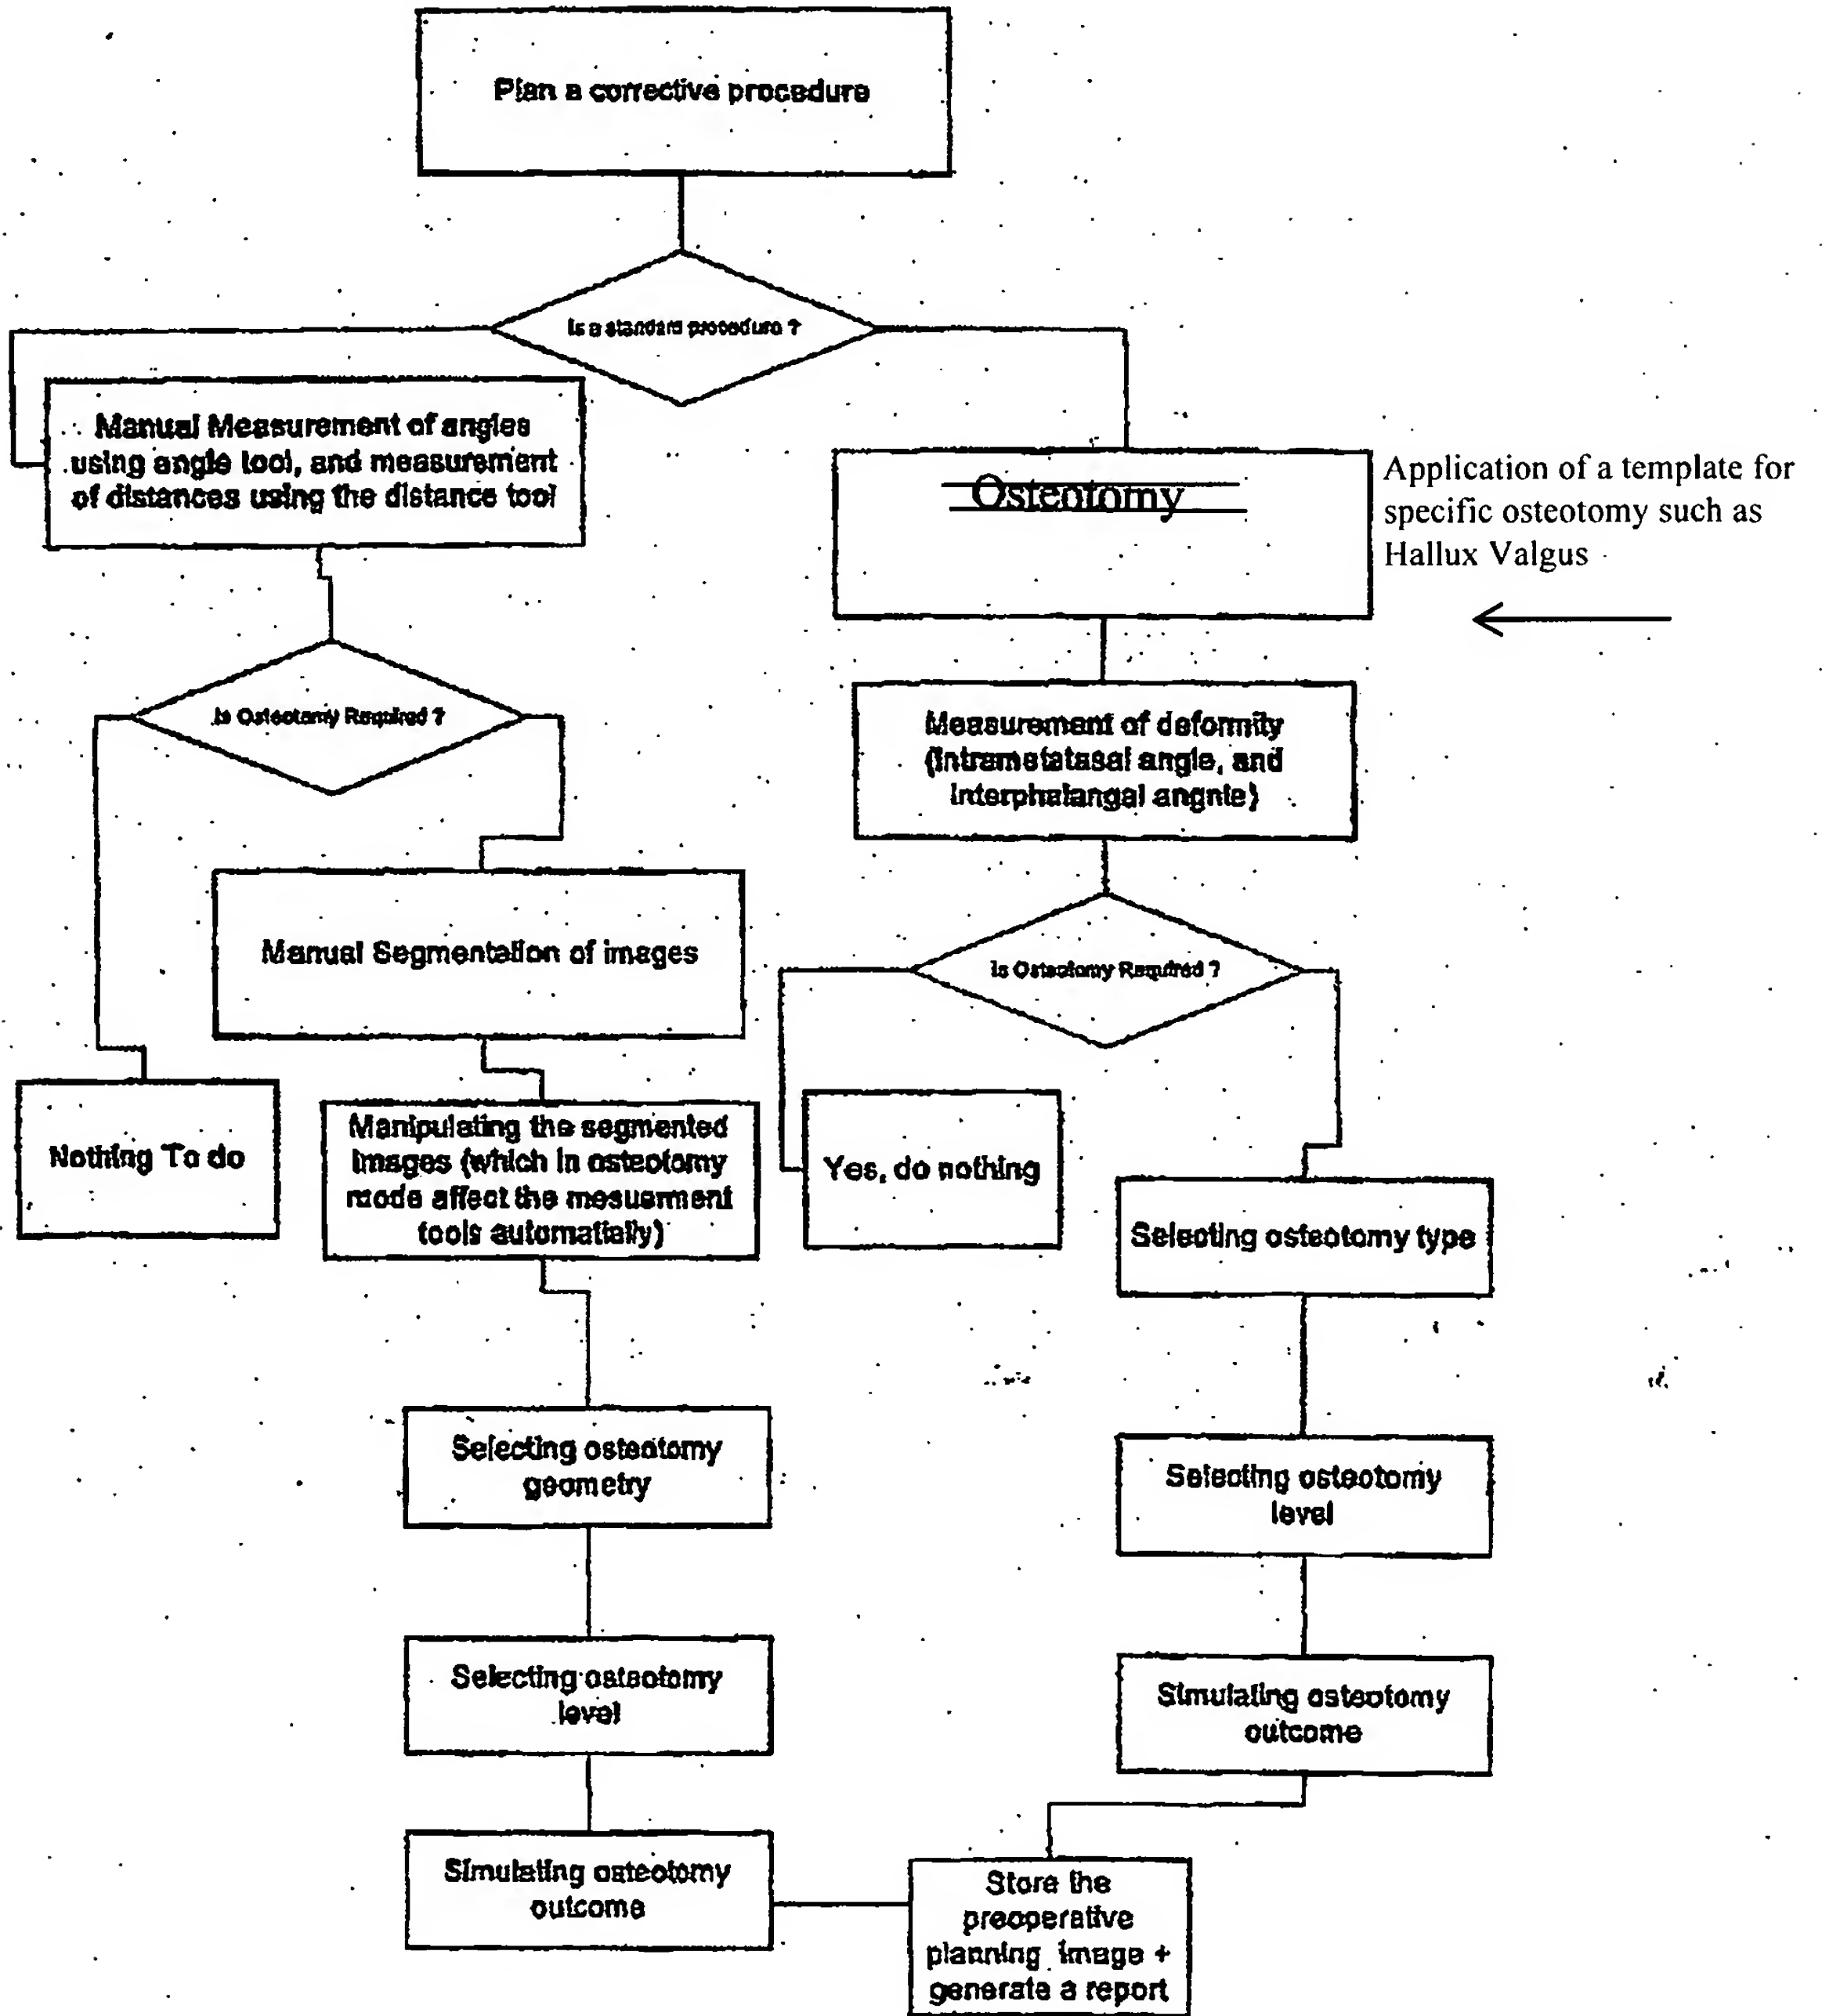 Plan a corrective procedure
Is a standard procedure ?
Manual Measurement of angles
using angle tool, and measurement
of distances using the distance tool
Osteotomy
Application of a template for
specific osteotomy such as
Hallux Valgus
Is Osteotomy Required ?
Measurement of deformity
(Intrametatasal angle, and
Interphalangal angnle)
Manual Segmentation of images
Is Osteotomy Required ?
Nothing To do
Manipulating the segmented
images (which in osteotomy
mode affect the mesuerment
tools automatially)
Yes, do nothing
Selecting osteotomy type
Selecting osteotomy
geometry
Selecting osteotomy
level
Selecting osteotomy
level
Simulating osteotomy
outcome
Simulating osteotomy
outcome
Store the
preoperative
planning image +
generate a report